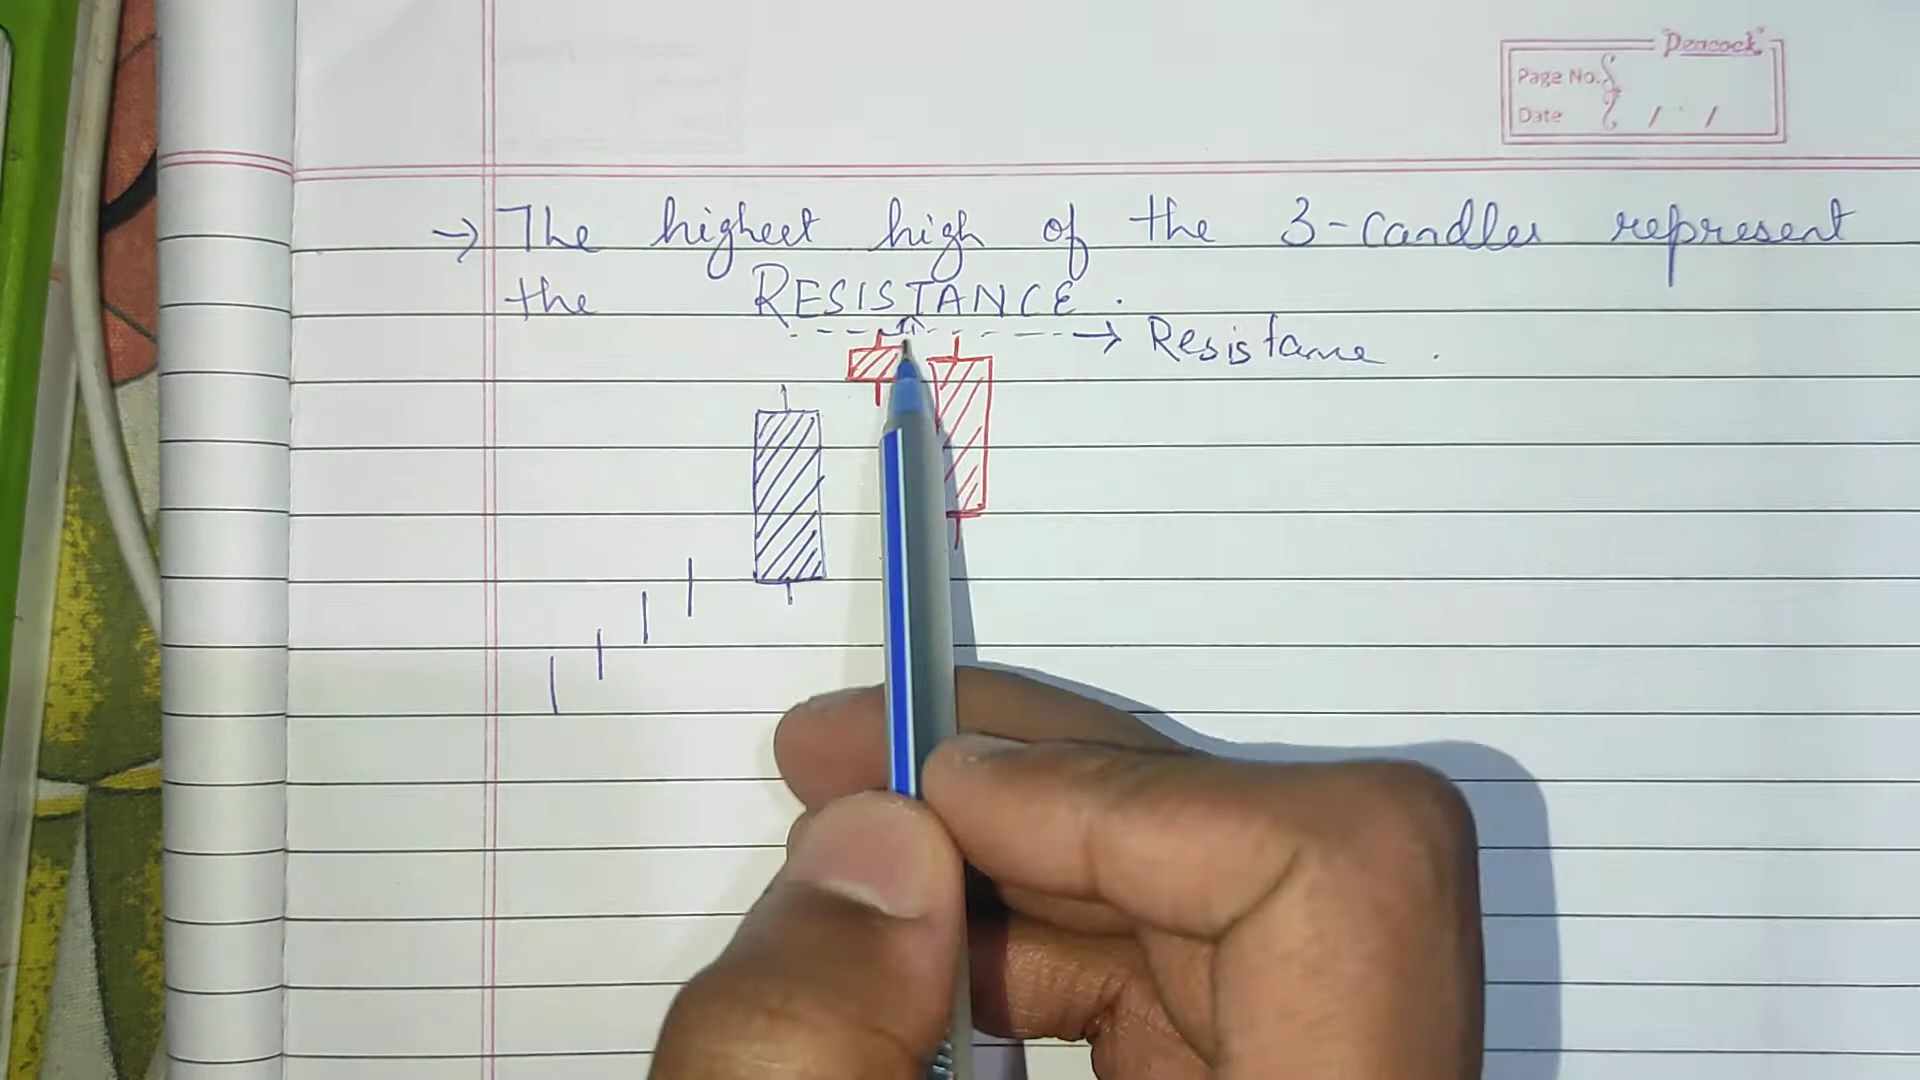 Peacock
Page No.
Date / /
→ The highest high of the 3-candles represent
the RESISTANCE.
→ Resistance.